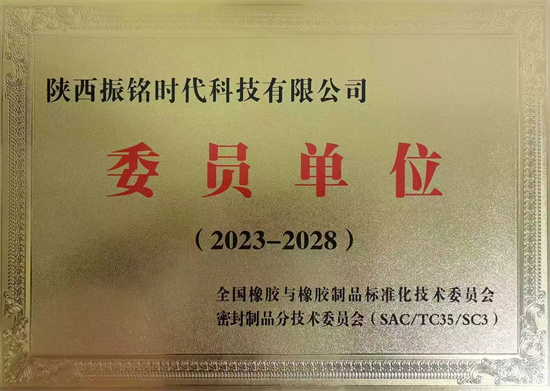 陕西振铭时代科技有限公司
委员单位
（2023-2028）
全国橡胶与橡胶制品标准化技术委员会
密封制品分技术委员会（SAC/TC35/SC3）